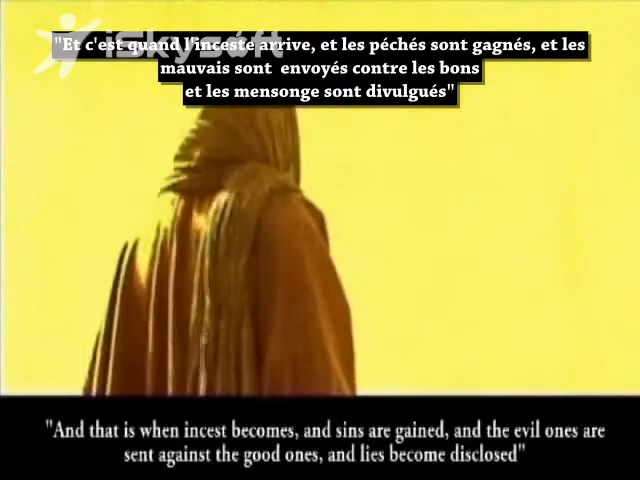 iSkysoft
"Et c'est quand l'inceste arrive, et les péchés sont gagnés, et les
mauvais sont envoyés contre les bons
et les mensonge sont divulgués"
"And that is when incest becomes, and sins are gained, and the evil ones are
sent against the good ones, and lies become disclosed"